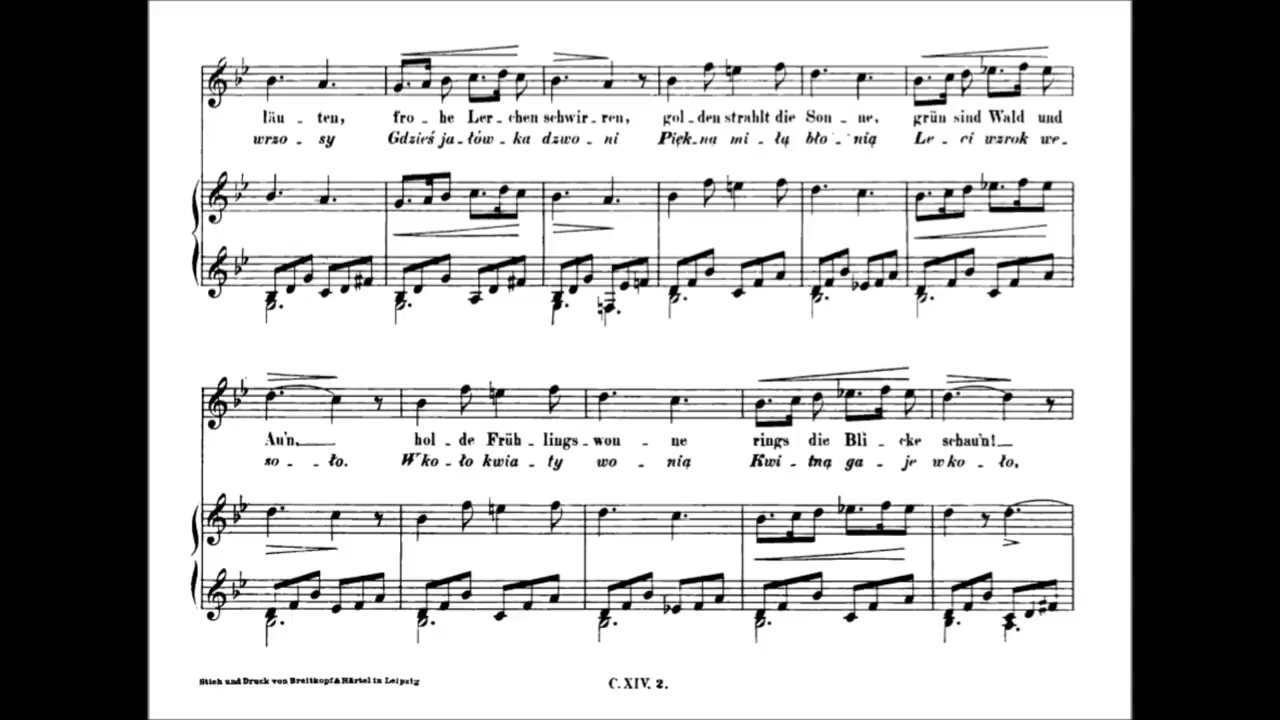 läu - ten, fro - he Ler - chen schwir - ren, gol - den strahlt die Son - ne, grün sind Wald und
wrzo - sy Gdzieś ja - łów - ka dzwo - ni Pięk - ną mi - łą bło - nią Le - ci wzrok we -
Au'n, hol - de Früh - lings - won - ne rings die Bli - cke schau'n!
so - ło. W ko - ło kwia - ty wo - nią Kwi - tną ga - je w ko - ło,
Stich und Druck von Breitkopf & Härtel in Leipzig C. XIV. 2.